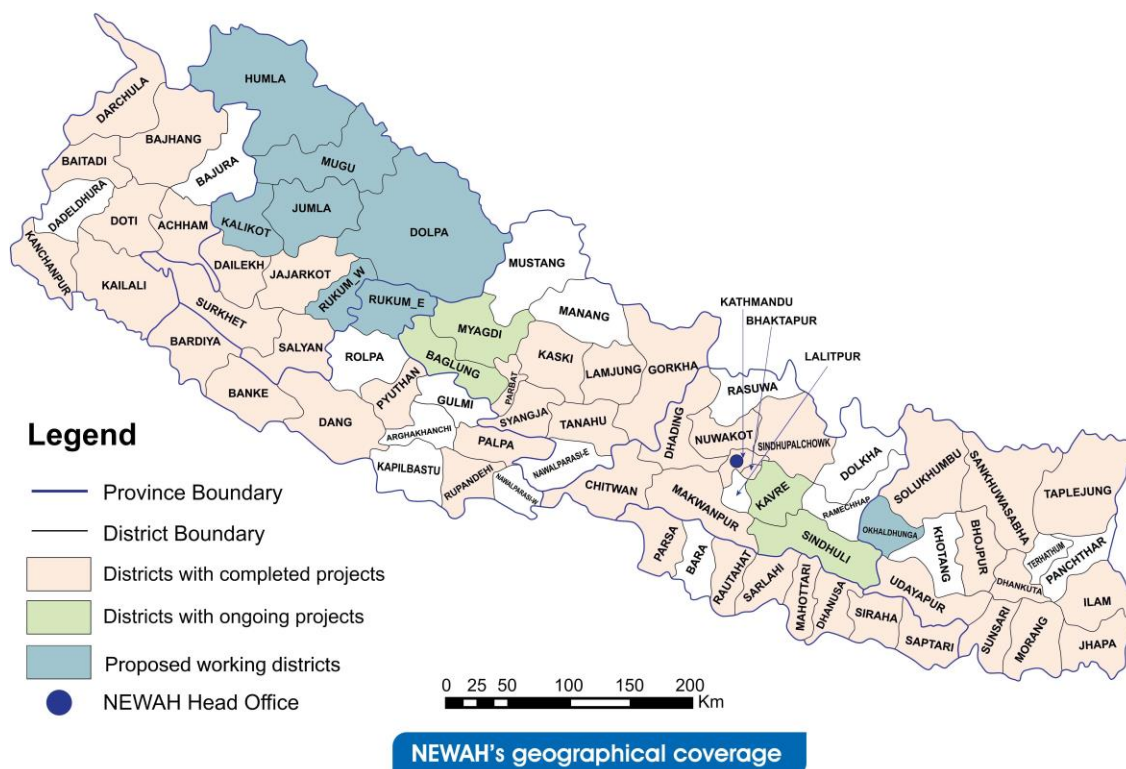 HUMLA
DARCHULA
BAJHANG
BAITADI
BAJURA
MUGU
DADELDHURA
DOTI
ACHHAM
KALIKOT
JUMLA
DOLPA
KANCHANPUR
KAILALI
DAILEKH
JAJARKOT
MUSTANG
SURKHET
RUKUM_W
RUKUM_E
MANANG
KATHMANDU
BHAKTAPUR
LALITPUR
BARDIYA
SALYAN
ROLPA
MYAGDI
BAGLUNG
KASKI
LAMJUNG
GORKHA
RASUWA
BANKE
DANG
PYUTHAN
GULMI
PARBAT
SYANGJA
TANAHU
DHADING
NUWAKOT
SINDHUPALCHOWK
DOLKHA
ARGHAKHANCHI
PALPA
KAPILBASTU
RUPANDEHI
NAWALPARASI-W
NAWALPARASI-E
CHITWAN
MAKWANPUR
KAVRE
RAMECHHAP
SOLUKHUMBU
SANKHUWASABHA
TAPLEJUNG
OKHALDHUNGA
SINDHULI
KHOTANG
BHOJPUR
TERHATHUM
PANCHTHAR
DHANKUTA
PARSA
BARA
RAUTAHAT
SARLAHI
MAHOTTARI
DHANUSA
SIRAHA
SAPTARI
UDAYAPUR
SUNSARI
MORANG
ILAM
JHAPA
Legend
Province Boundary
District Boundary
Districts with completed projects
Districts with ongoing projects
Proposed working districts
NEWAH Head Office
0 25 50 100 150 200
Km
NEWAH's geographical coverage